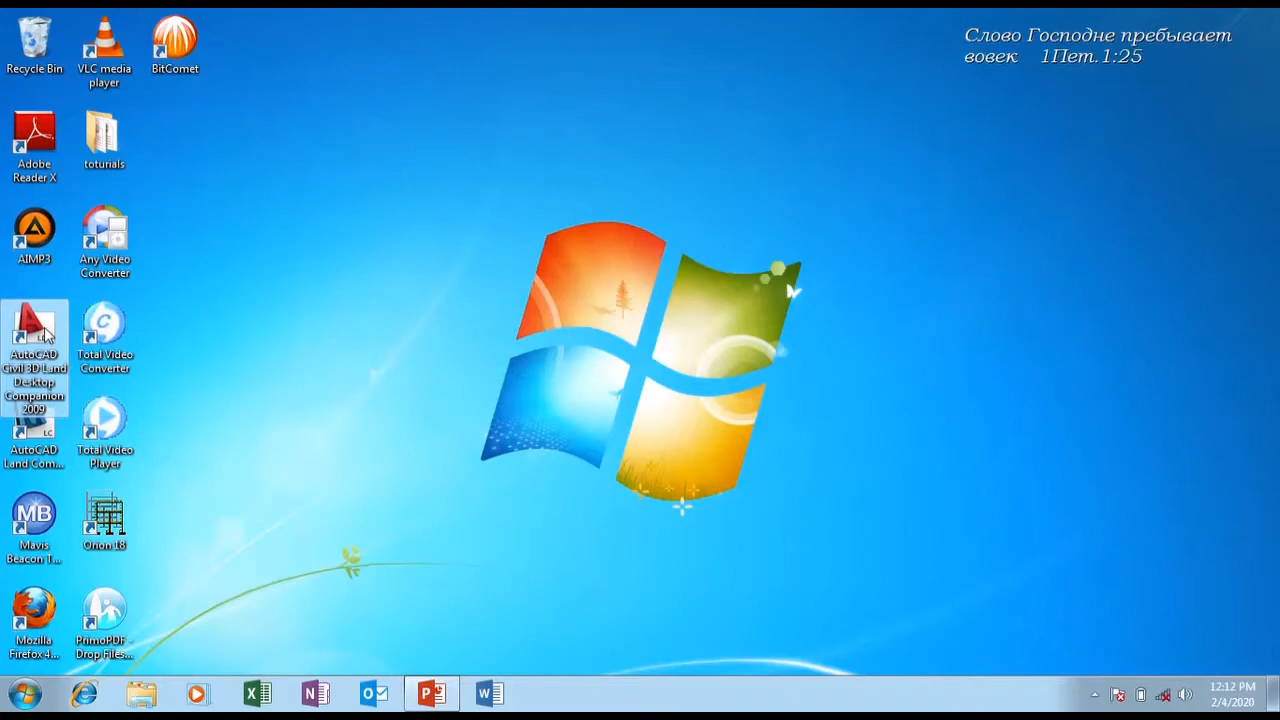 Слово Господне пребывает
вовек 1Пет.1:25
Recycle Bin
VLC media
player
BitComet
Adobe
Reader X
toturials
AIMP3
Any Video
Converter
AutoCAD
Civil 3D Land
Desktop
Companion
2009
Total Video
Converter
LC
AutoCAD
Land Com...
Total Video
Player
MB
Mavis
Beacon T...
Orion 18
Mozilla
Firefox 4...
PrimoPDF -
Drop Files...
12:12 PM
2/4/2020